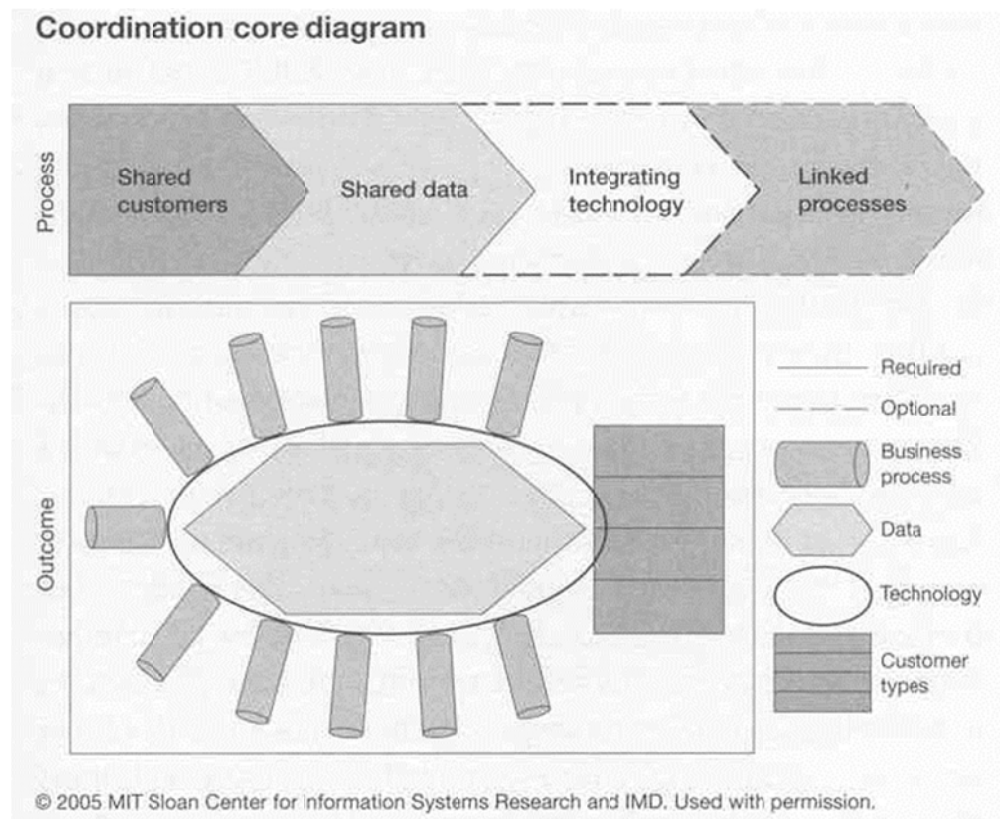 Coordination core diagram
Process
Shared
customers
Shared data
Integrating
technology
Linked
processes
Outcome
Required
Optional
Business
process
Data
Technology
Customer
types
© 2005 MIT Sloan Center for Information Systems Research and IMD. Used with permission.